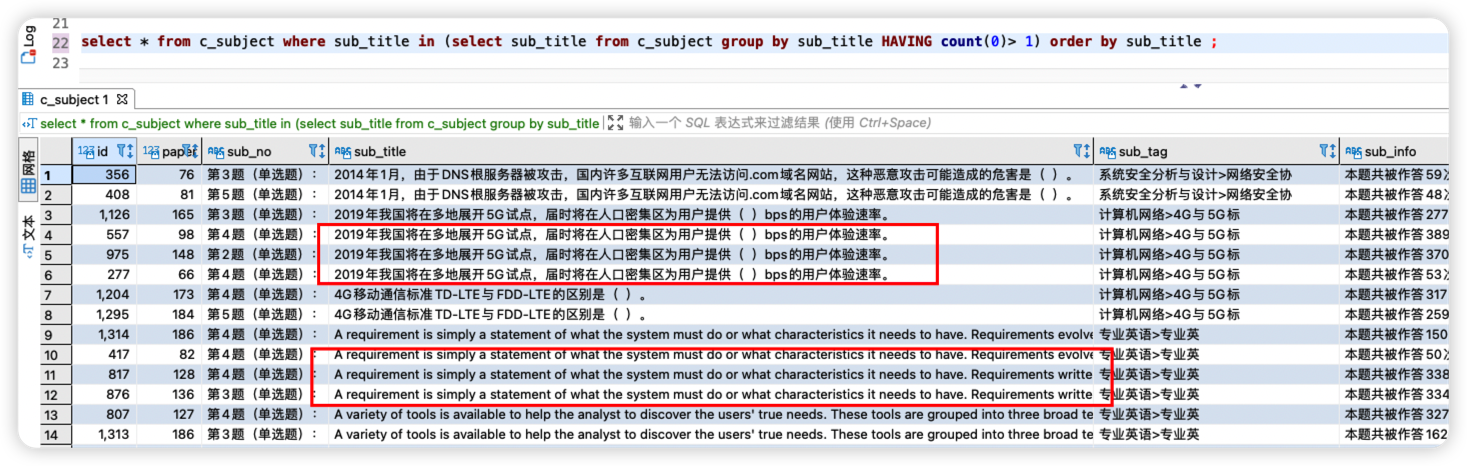 Log
21
22 select * from c_subject where sub_title in (select sub_title from c_subject group by sub_title HAVING count(0)> 1) order by sub_title ;
23
c_subject 1
select * from c_subject where sub_title in (select sub_title from c_subject group by sub_title 输入一个 SQL 表达式来过滤结果 (使用 Ctrl+Space)
网格
文本
123 id 123 paper ABC sub_no ABC sub_title ABC sub_tag ABC sub_info
1 356 76 第3题（单选题）： 2014年1月，由于DNS根服务器被攻击，国内许多互联网用户无法访问.com域名网站，这种恶意攻击可能造成的危害是（ ）。 系统安全分析与设计>网络安全协 本题共被作答 59次
2 408 81 第5题（单选题）： 2014年1月，由于DNS根服务器被攻击，国内许多互联网用户无法访问.com域名网站，这种恶意攻击可能造成的危害是（ ）。 系统安全分析与设计>网络安全协 本题共被作答 48次
3 1,126 165 第3题（单选题）： 2019年我国将在多地展开5G试点，届时将在人口密集区为用户提供（ ）bps的用户体验速率。 计算机网络>4G与5G标 本题共被作答 277
4 557 98 第4题（单选题）： 2019年我国将在多地展开5G试点，届时将在人口密集区为用户提供（ ）bps的用户体验速率。 计算机网络>4G与5G标 本题共被作答 389
5 975 148 第2题（单选题）： 2019年我国将在多地展开5G试点，届时将在人口密集区为用户提供（ ）bps的用户体验速率。 计算机网络>4G与5G标 本题共被作答 370
6 277 66 第4题（单选题）： 2019年我国将在多地展开5G试点，届时将在人口密集区为用户提供（ ）bps的用户体验速率。 计算机网络>4G与5G标 本题共被作答 53次
7 1,204 173 第4题（单选题）： 4G移动通信标准TD-LTE与FDD-LTE的区别是（ ）。 计算机网络>4G与5G标 本题共被作答 317
8 1,295 184 第5题（单选题）： 4G移动通信标准TD-LTE与FDD-LTE的区别是（ ）。 计算机网络>4G与5G标 本题共被作答 259
9 1,314 186 第4题（单选题）： A requirement is simply a statement of what the system must do or what characteristics it needs to have. Requirements evolve 专业英语>专业英 本题共被作答 150
10 417 82 第4题（单选题）： A requirement is simply a statement of what the system must do or what characteristics it needs to have. Requirements evolve 专业英语>专业英 本题共被作答 50次
11 817 128 第4题（单选题）： A requirement is simply a statement of what the system must do or what characteristics it needs to have. Requirements writte 专业英语>专业英 本题共被作答 338
12 876 136 第3题（单选题）： A requirement is simply a statement of what the system must do or what characteristics it needs to have. Requirements writte 专业英语>专业英 本题共被作答 334
13 807 127 第4题（单选题）： A variety of tools is available to help the analyst to discover the users' true needs. These tools are grouped into three broad te 专业英语>专业英 本题共被作答 327
14 1,313 186 第3题（单选题）： A variety of tools is available to help the analyst to discover the users' true needs. These tools are grouped into three broad te 专业英语>专业英 本题共被作答 162